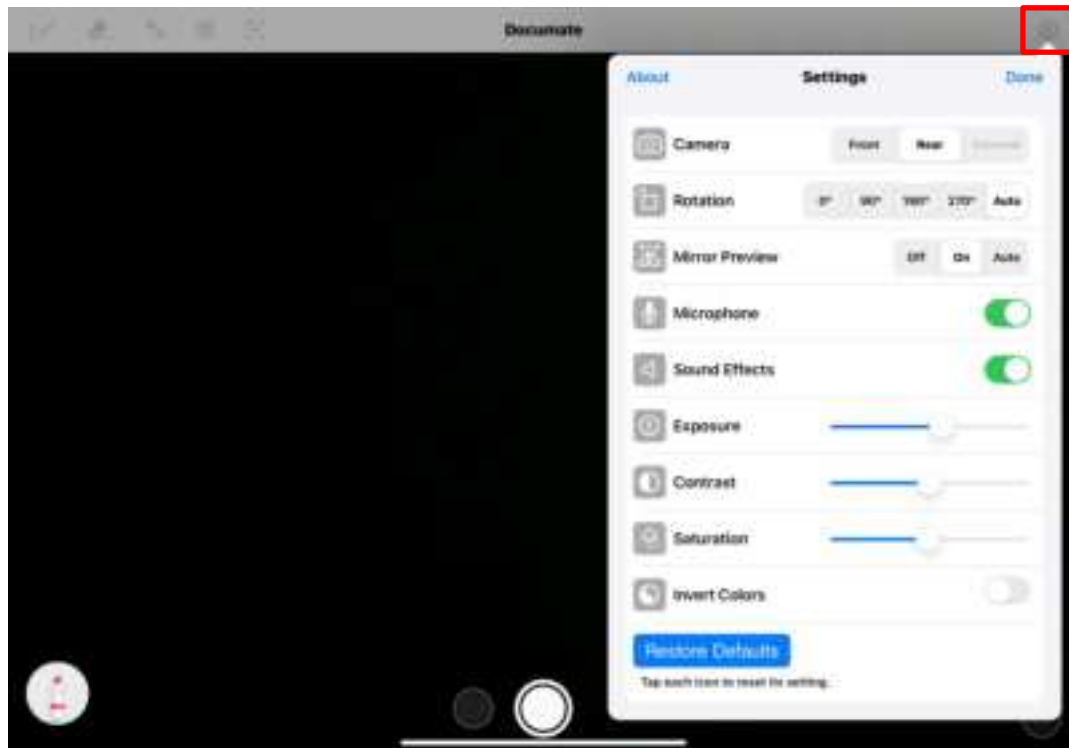 Documate
About Settings Done
Camera Front Rear
Rotation 0° 90° 180° 270° Auto
Mirror Preview Off On Auto
Microphone
Sound Effects
Exposure
Contrast
Saturation
Invert Colors
Restore Defaults
Tap each icon to reset its setting.